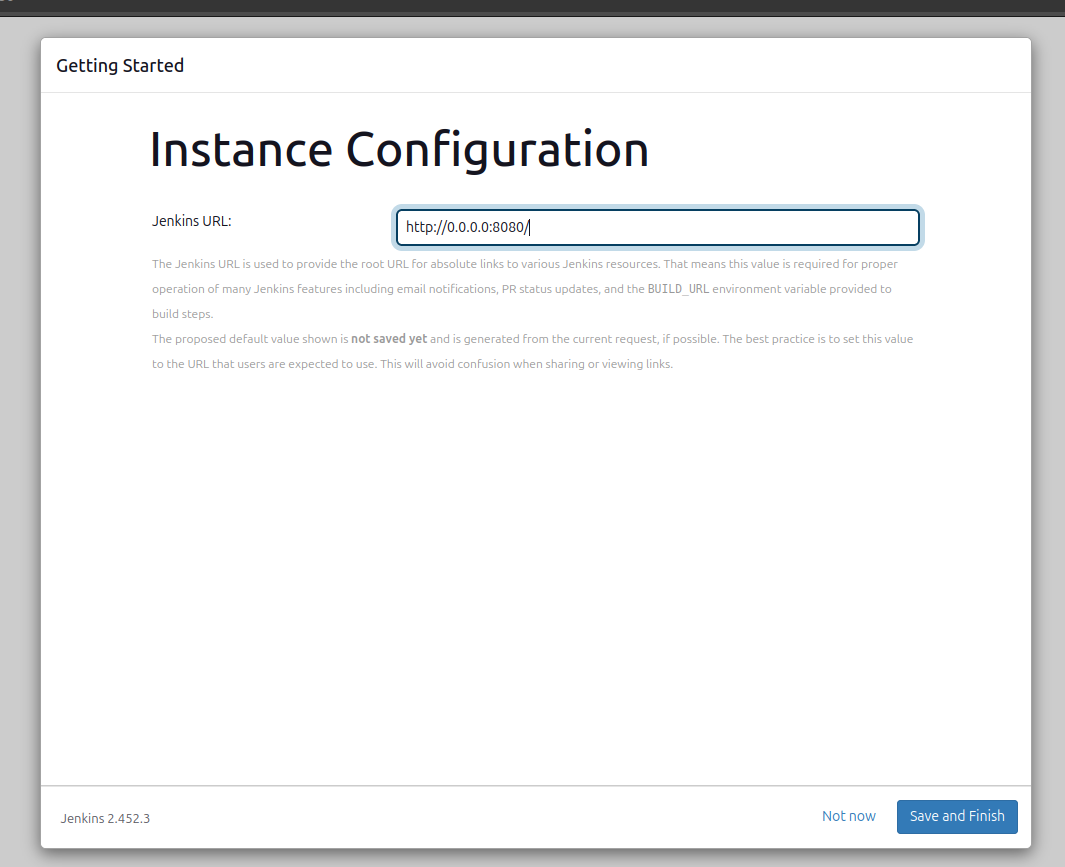 Getting Started
Instance Configuration
Jenkins URL:
http://0.0.0.0:8080/
The Jenkins URL is used to provide the root URL for absolute links to various Jenkins resources. That means this value is required for proper
operation of many Jenkins features including email notifications, PR status updates, and the BUILD_URL environment variable provided to
build steps.
The proposed default value shown is not saved yet and is generated from the current request, if possible. The best practice is to set this value
to the URL that users are expected to use. This will avoid confusion when sharing or viewing links.
Jenkins 2.452.3
Not now
Save and Finish